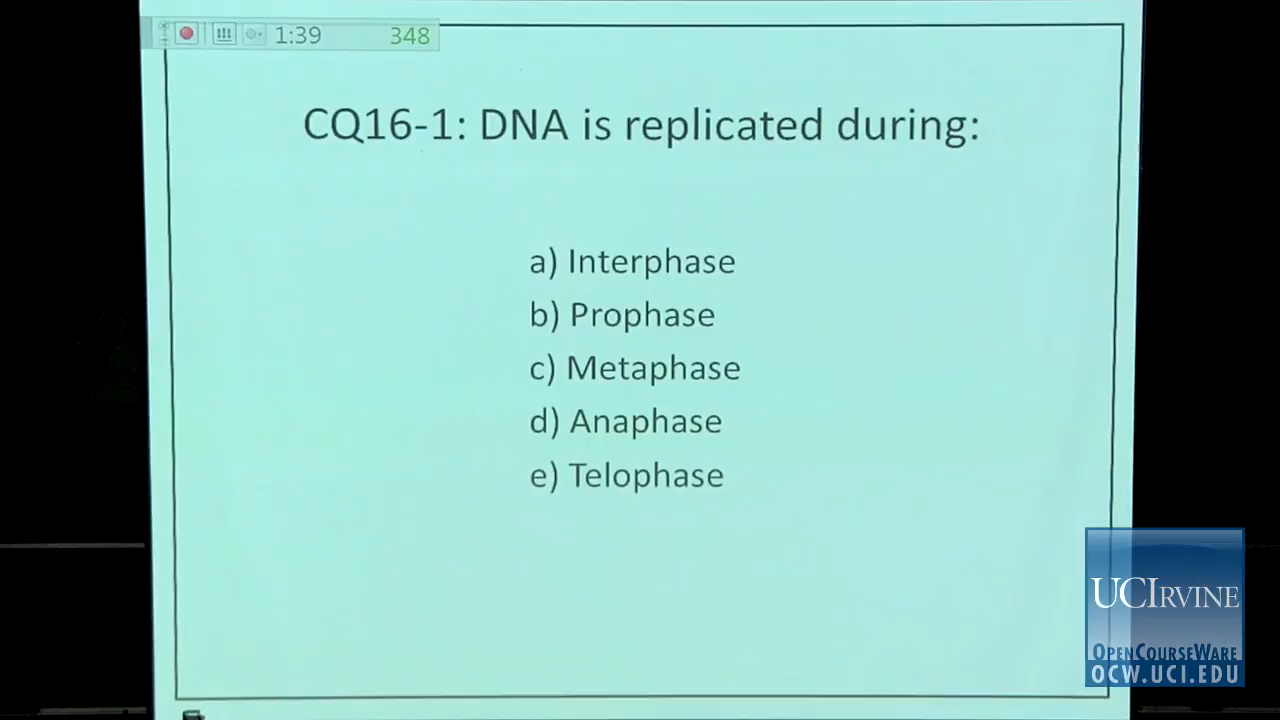 1:39 348
CQ16-1: DNA is replicated during:
a) Interphase
b) Prophase
c) Metaphase
d) Anaphase
e) Telophase
UCIRVINE
OPENCOURSEWARE
OCW.UCI.EDU